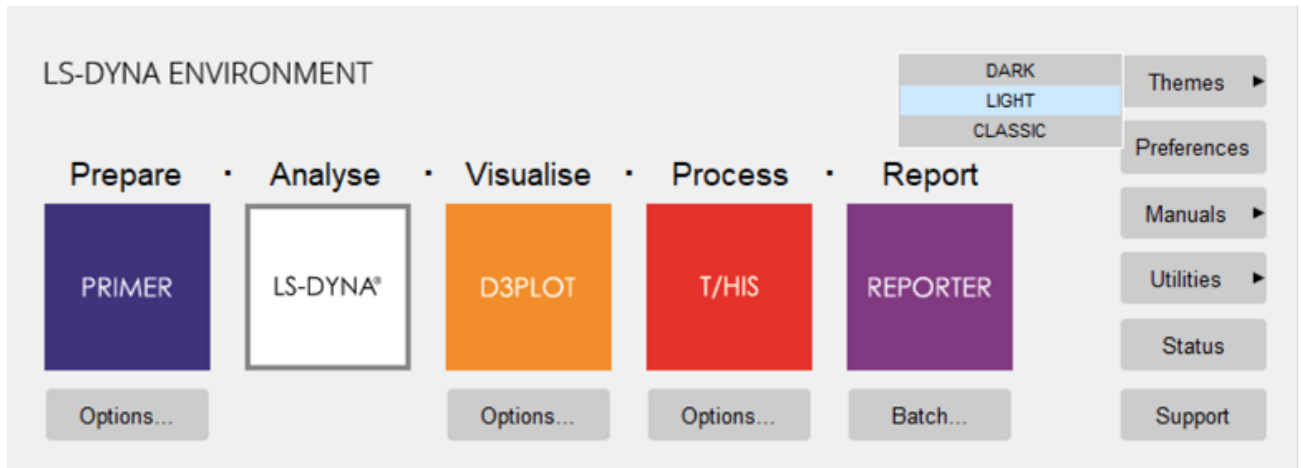 LS-DYNA ENVIRONMENT
DARK
LIGHT
CLASSIC
Themes
Preferences
Manuals
Utilities
Status
Support
Prepare · Analyse · Visualise · Process · Report
PRIMER
LS-DYNA®
D3PLOT
T/HIS
REPORTER
Options...
Options...
Options...
Batch...